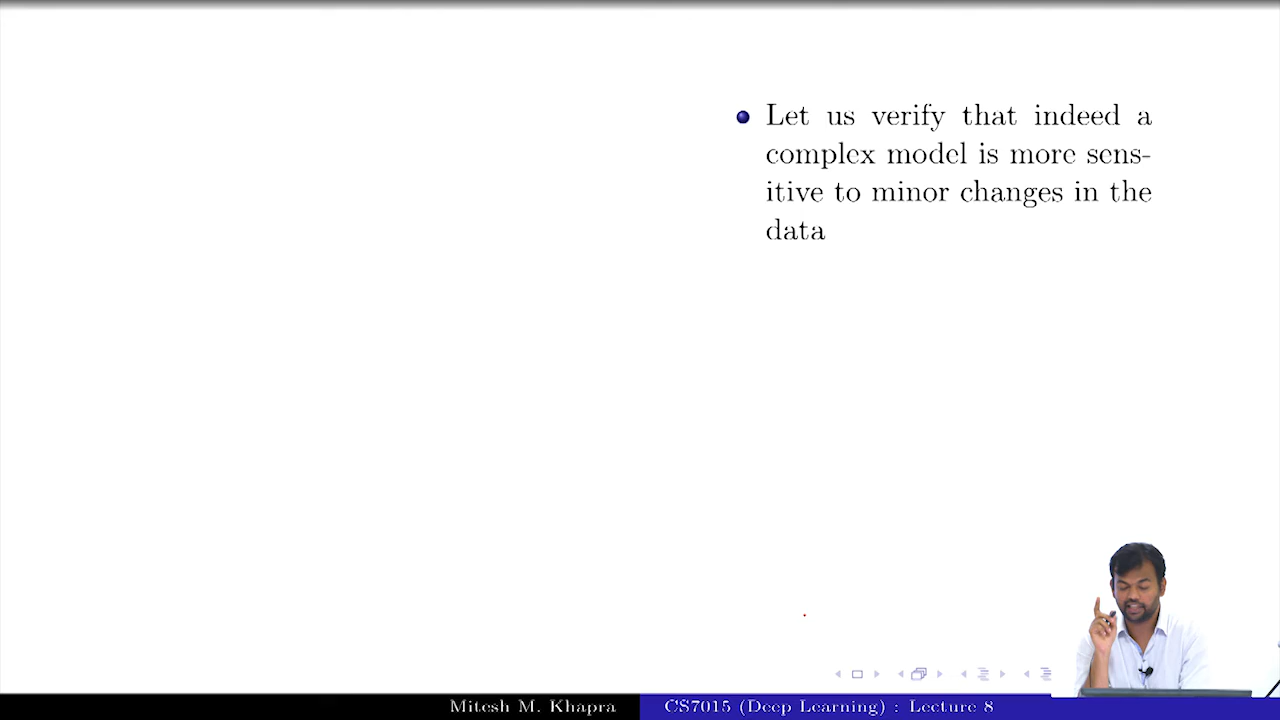 Let us verify that indeed a
complex model is more sens-
itive to minor changes in the
data
Mitesh M. Khapra
CS7015 (Deep Learning) : Lecture 8